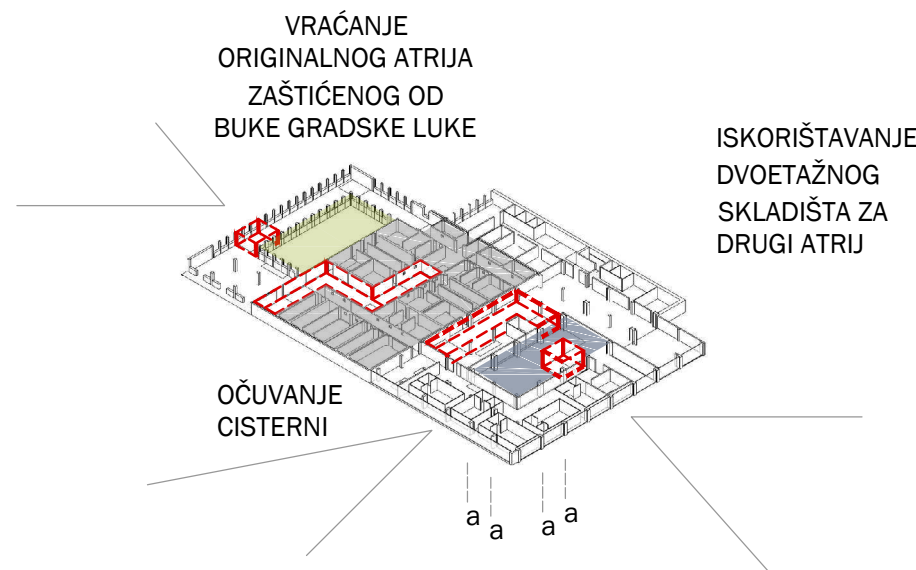 VRAĆANJE
ORIGINALNOG ATRIJA
ZAŠTIĆENOG OD
BUKE GRADSKE LUKE
ISKORIŠTAVANJE
DVOETAŽNOG
SKLADIŠTA ZA
DRUGI ATRIJ
OČUVANJE
CISTERNI
a a a a